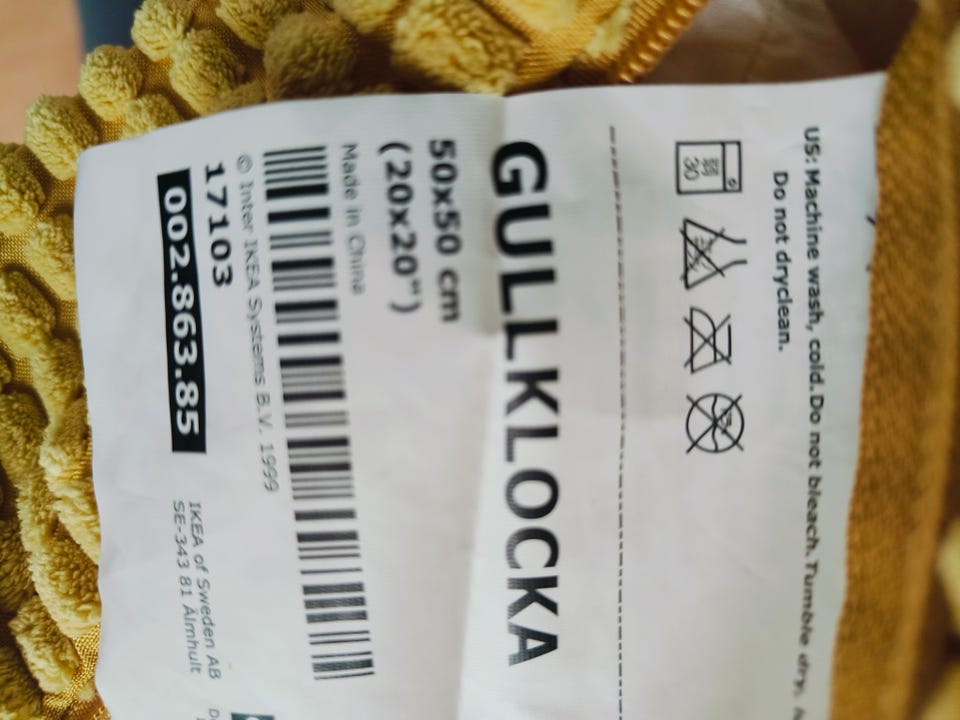 US: Machine wash, cold. Do not bleach. Tumble dry,
Do not dryclean.
30
GULLKLOCKA
50x50 cm
(20x20")
Made in China
© Inter IKEA Systems B.V. 1999
17103
002.863.85
IKEA of Sweden AB
SE-343 81 Älmhult